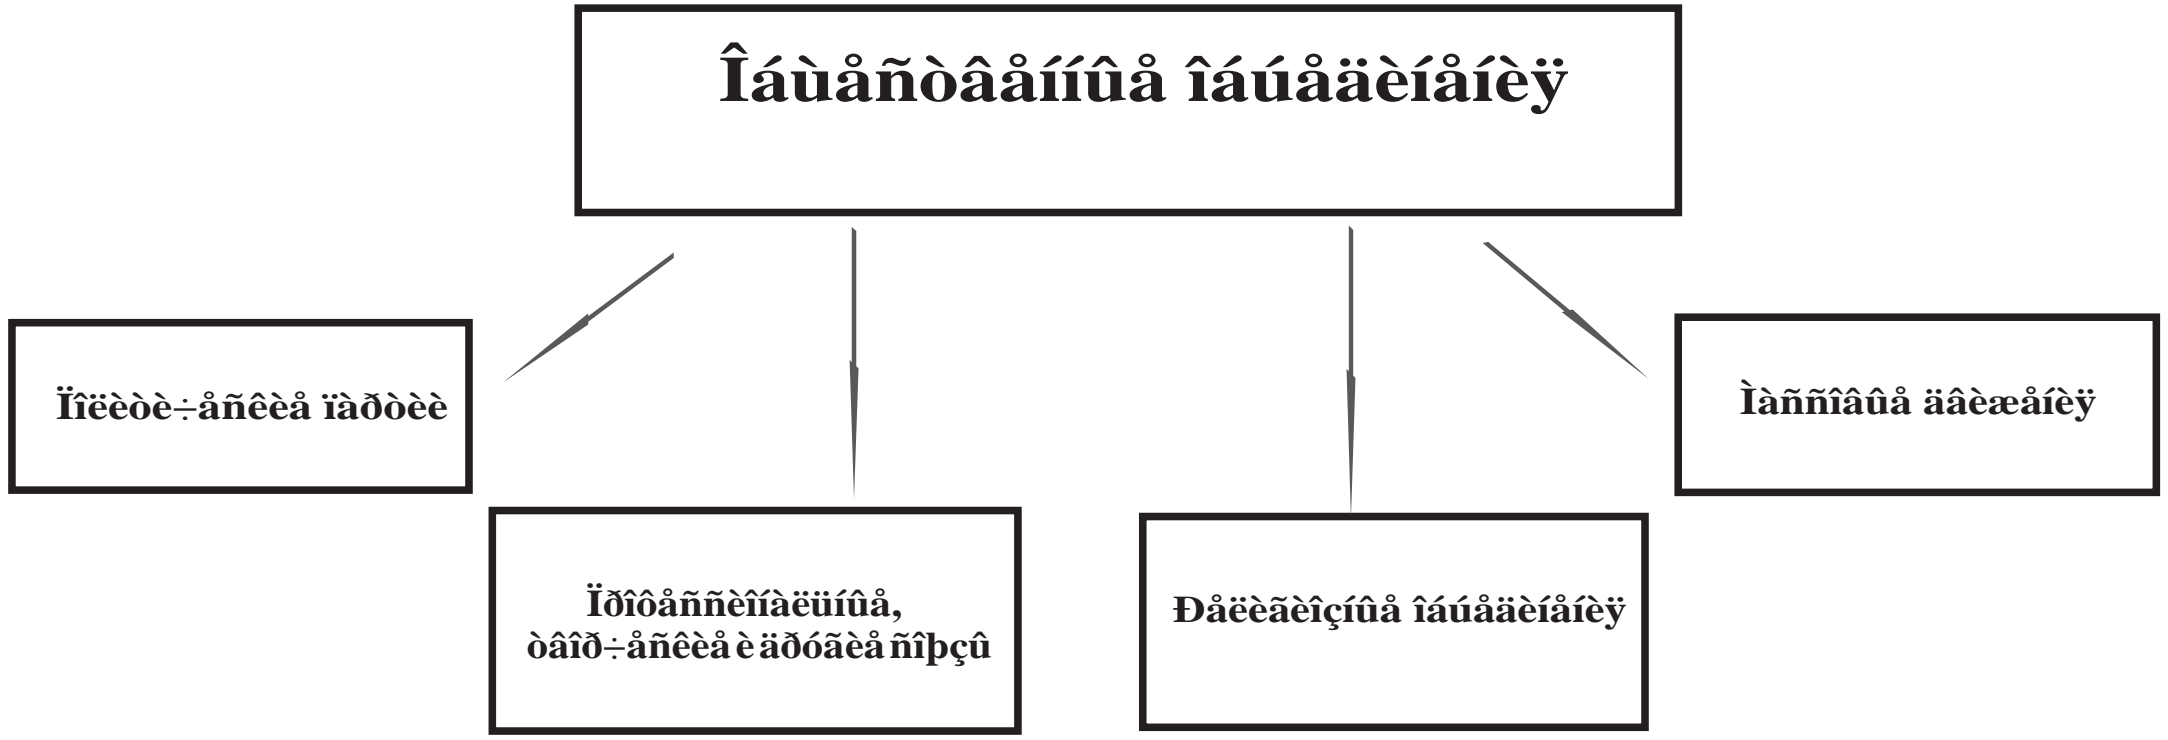 Îáùåñòâåííûå îáúåäèíåíèÿ
Ïîëèòè÷åñêèå ïàðòèè
Ìàññîâûå äâèæåíèÿ
Ïðîôåññèîíàëüíûå,
òâîð÷åñêèå è äðóãèå ñîþçû
Ðåëèãèîçíûå îáúåäèíåíèÿ